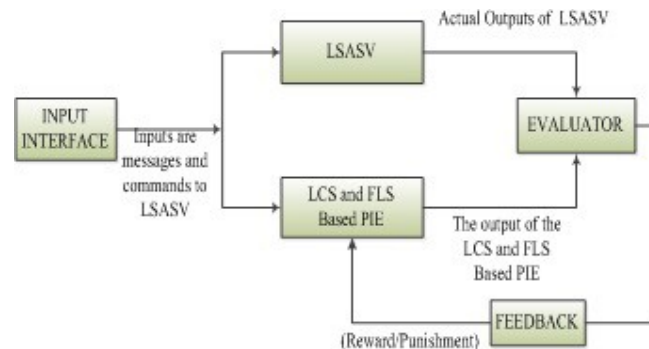 Actual Outputs of LSASV
LSASV
INPUT
INTERFACE
EVALUATOR
Inputs are
messages and
commands to
LSASV
LCS and FLS
Based PIE
The output of the
LCS and FLS
Based PIE
FEEDBACK
(Reward/Punishment)